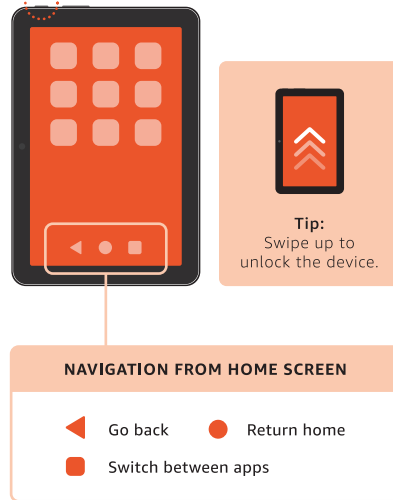 Tip:
Swipe up to
unlock the device.
NAVIGATION FROM HOME SCREEN
Go back
Return home
Switch between apps